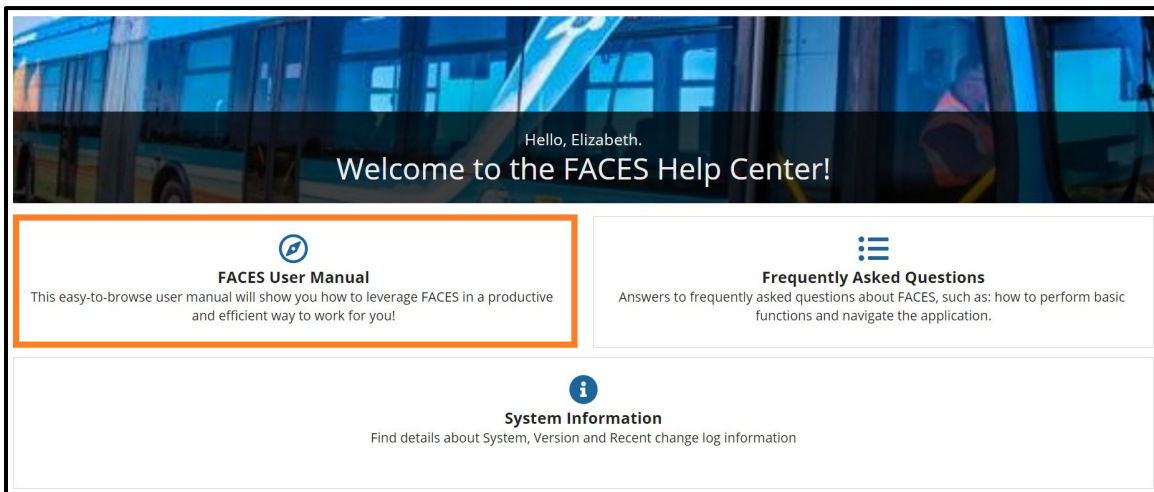 Hello, Elizabeth.
Welcome to the FACES Help Center!
FACES User Manual
This easy-to-browse user manual will show you how to leverage FACES in a productive
and efficient way to work for you!
Frequently Asked Questions
Answers to frequently asked questions about FACES, such as: how to perform basic
functions and navigate the application.
System Information
Find details about System, Version and Recent change log information